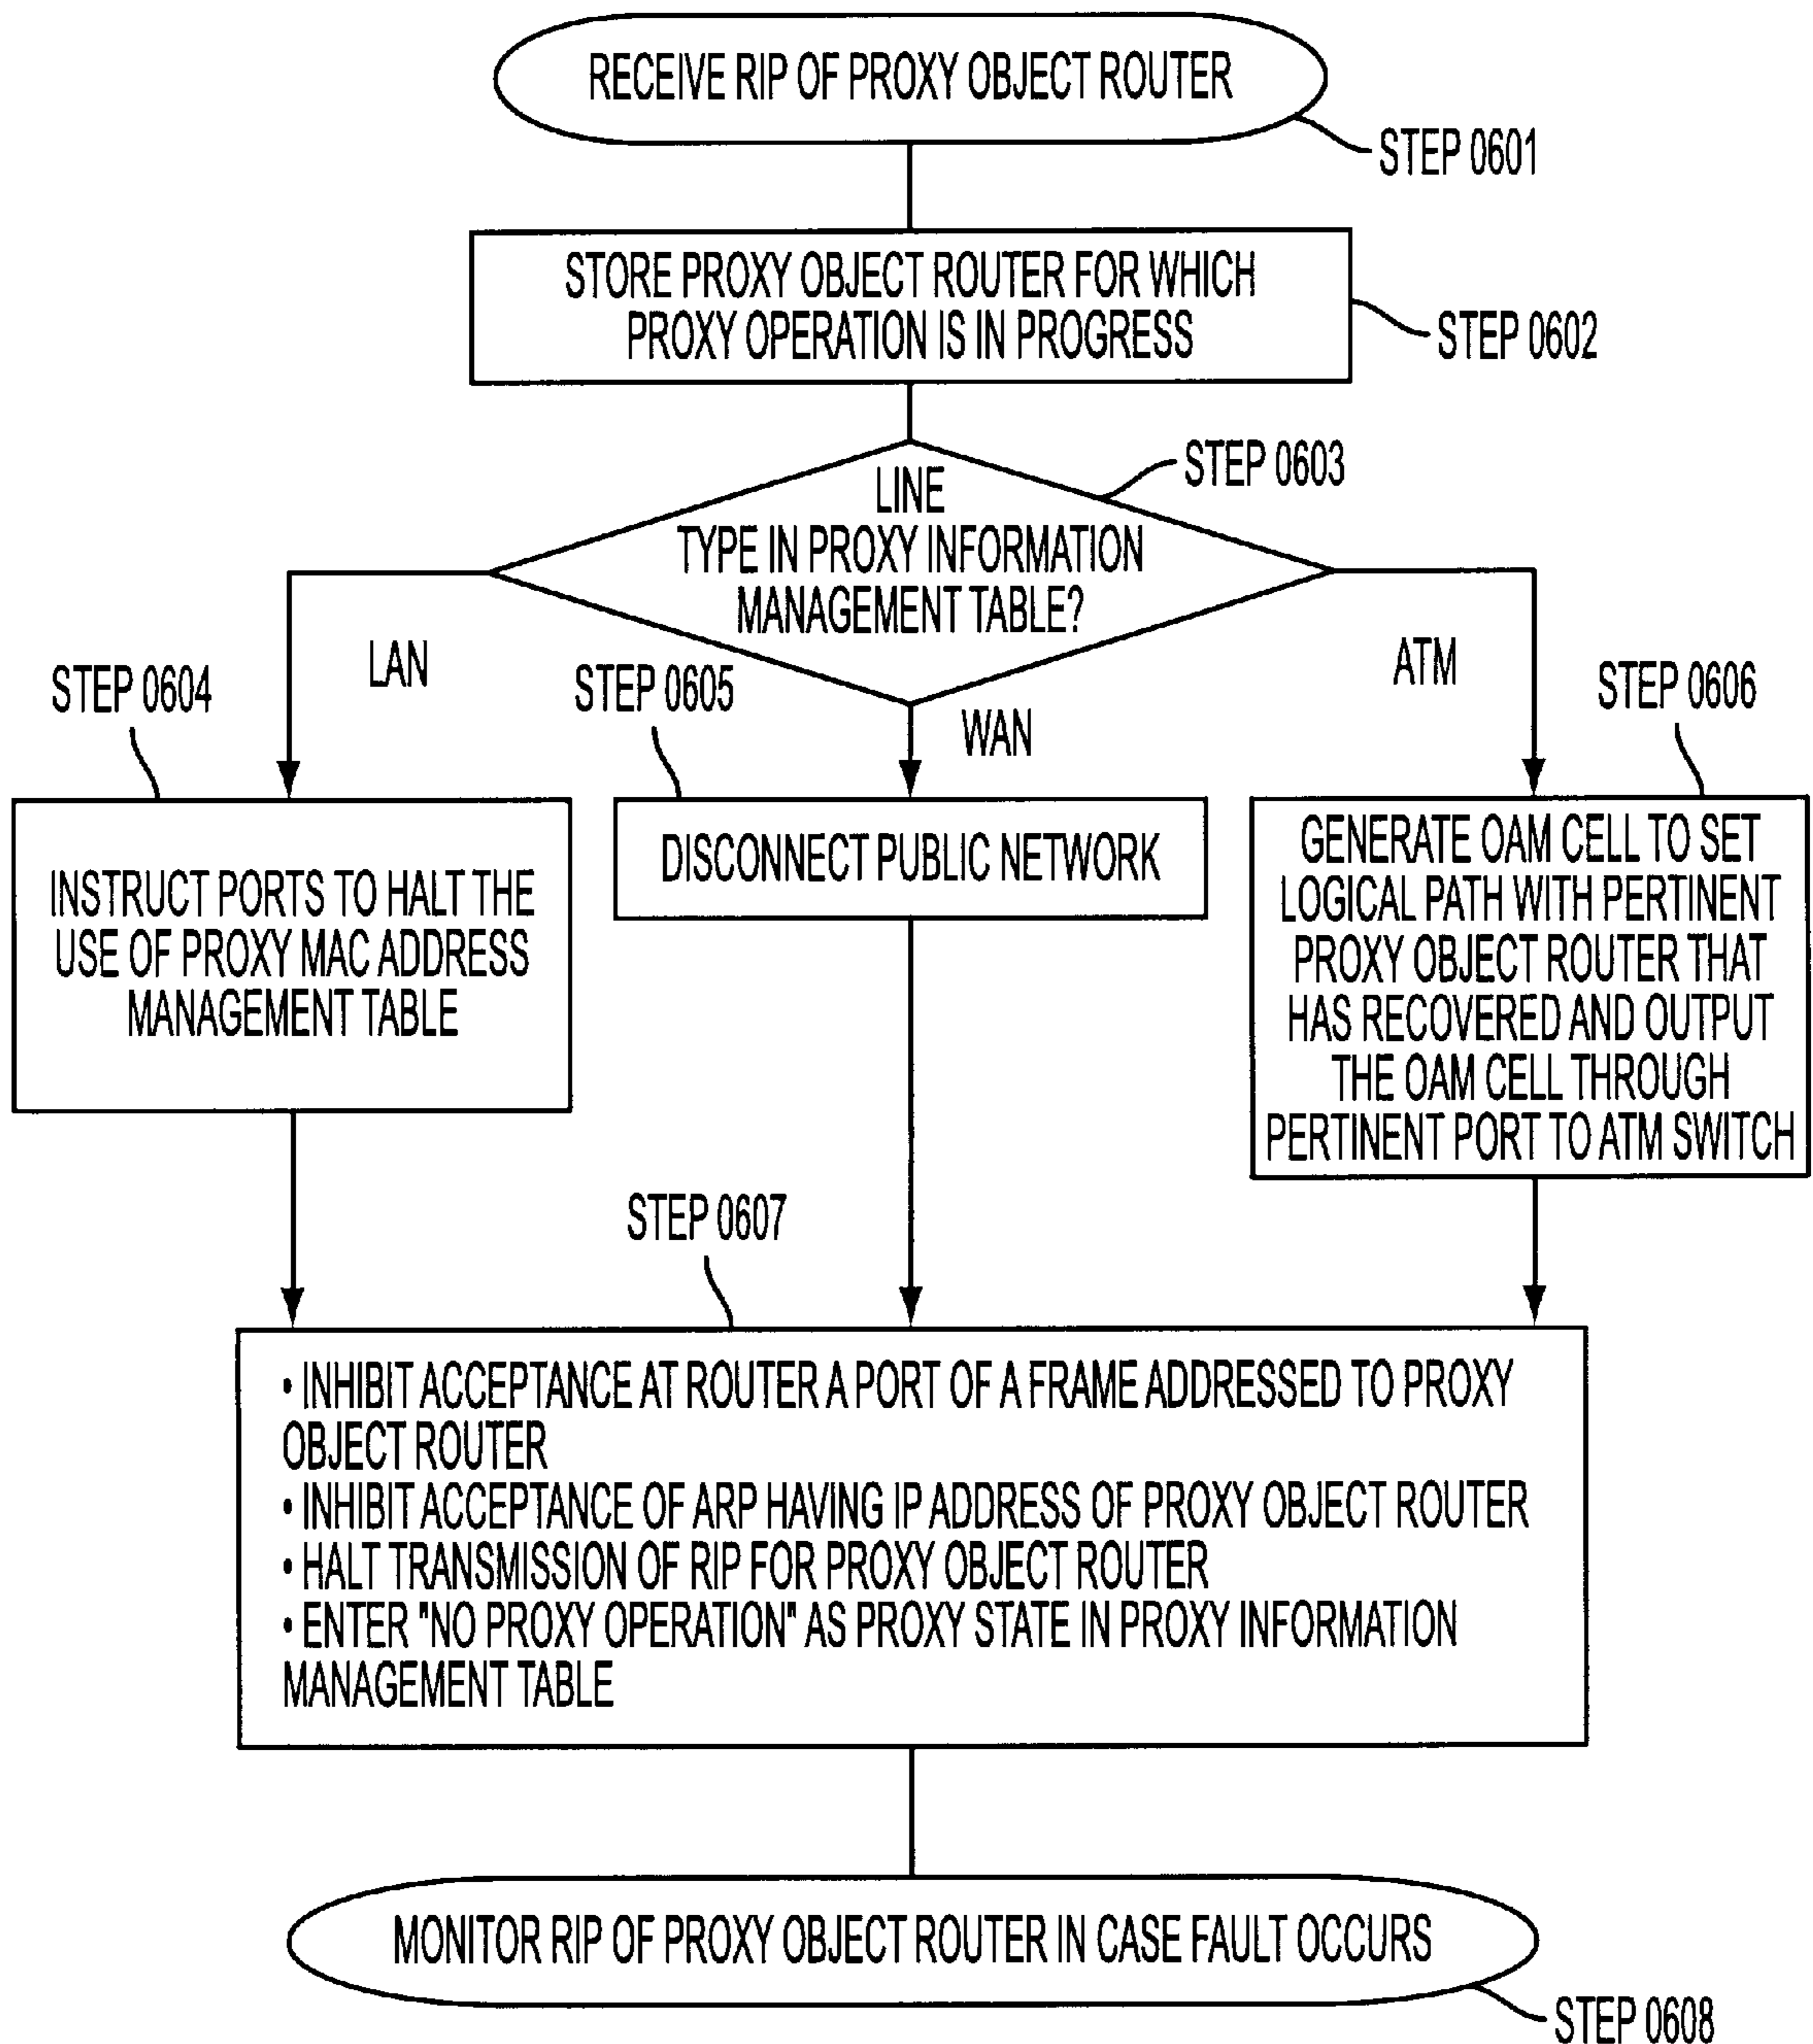 RECEIVE RIP OF PROXY OBJECT ROUTER
STEP 0601
STORE PROXY OBJECT ROUTER FOR WHICH
PROXY OPERATION IS IN PROGRESS
STEP 0602
STEP 0603
LINE
TYPE IN PROXY INFORMATION
MANAGEMENT TABLE?
LAN
WAN
ATM
STEP 0604
INSTRUCT PORTS TO HALT THE
USE OF PROXY MAC ADDRESS
MANAGEMENT TABLE
STEP 0605
DISCONNECT PUBLIC NETWORK
STEP 0606
GENERATE OAM CELL TO SET
LOGICAL PATH WITH PERTINENT
PROXY OBJECT ROUTER THAT
HAS RECOVERED AND OUTPUT
THE OAM CELL THROUGH
PERTINENT PORT TO ATM SWITCH
STEP 0607
• INHIBIT ACCEPTANCE AT ROUTER A PORT OF A FRAME ADDRESSED TO PROXY
OBJECT ROUTER
• INHIBIT ACCEPTANCE OF ARP HAVING IP ADDRESS OF PROXY OBJECT ROUTER
• HALT TRANSMISSION OF RIP FOR PROXY OBJECT ROUTER
• ENTER "NO PROXY OPERATION" AS PROXY STATE IN PROXY INFORMATION
MANAGEMENT TABLE
MONITOR RIP OF PROXY OBJECT ROUTER IN CASE FAULT OCCURS
STEP 0608